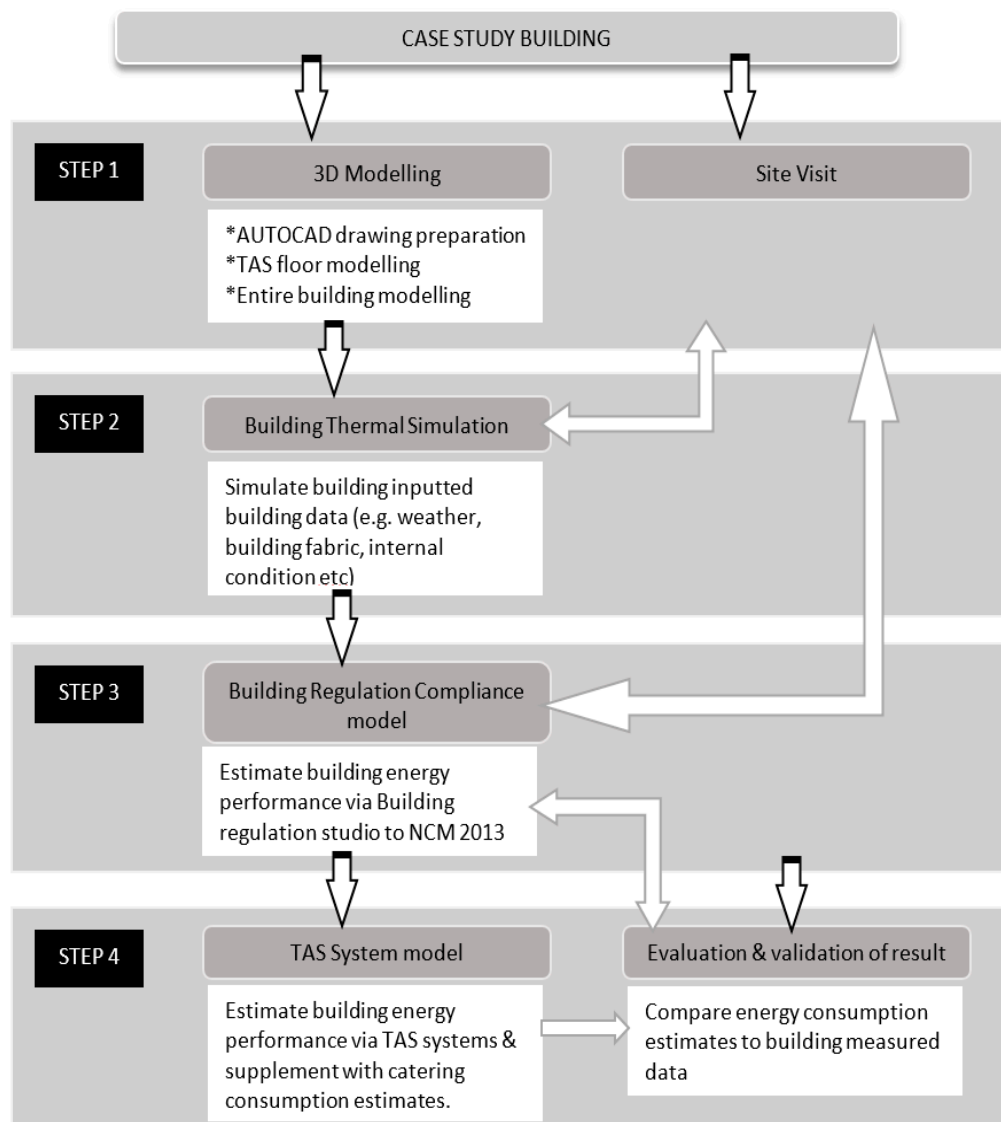 CASE STUDY BUILDING
STEP 1
3D Modelling
Site Visit
*AUTOCAD drawing preparation
*TAS floor modelling
*Entire building modelling
STEP 2
Building Thermal Simulation
Simulate building inputted
building data (e.g. weather,
building fabric, internal
condition etc)
STEP 3
Building Regulation Compliance
model
Estimate building energy
performance via Building
regulation studio to NCM 2013
STEP 4
TAS System model
Estimate building energy
performance via TAS systems &
supplement with catering
consumption estimates.
Evaluation & validation of result
Compare energy consumption
estimates to building measured
data